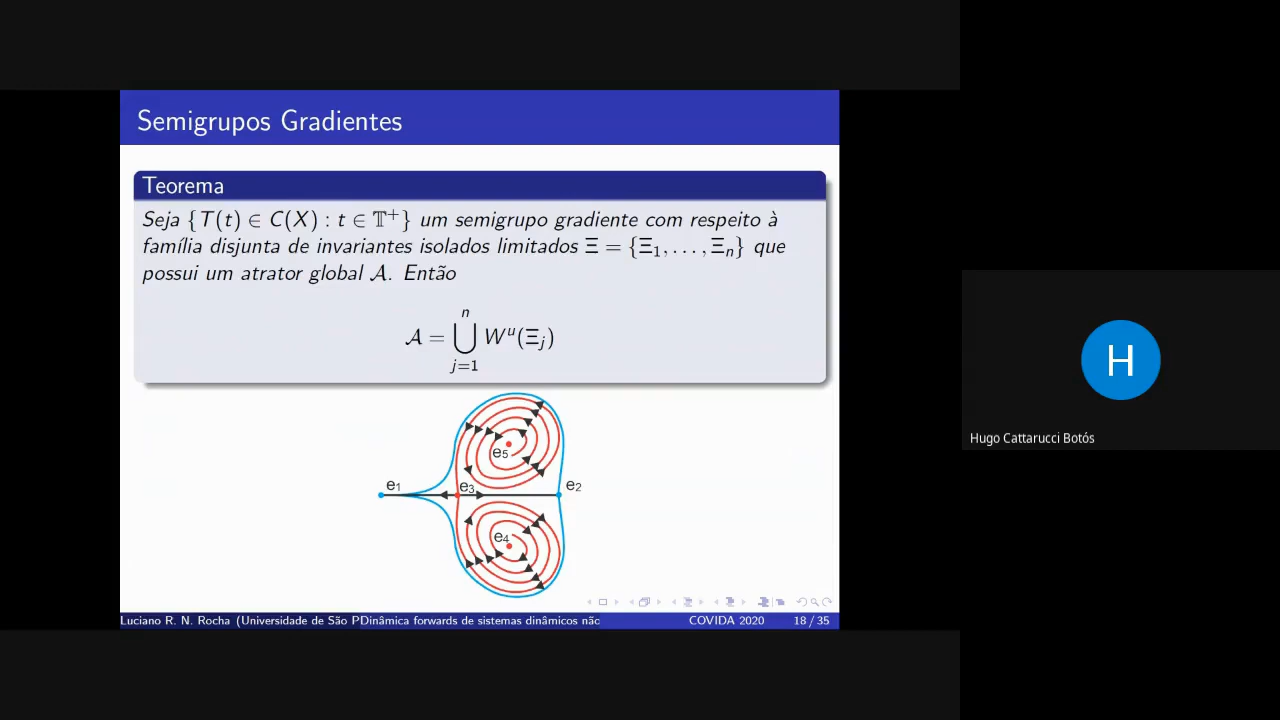 Semigrupos Gradientes
Teorema
Seja {T(t) ∈ C(X) : t ∈ 𝕋⁺} um semigrupo gradiente com respeito à
família disjunta de invariantes isolados limitados Ξ = {Ξ₁, . . . , Ξₙ} que
possui um atrator global 𝒜. Então
𝒜 = ⋃ⱼ₌₁ⁿ Wᵘ(Ξⱼ)
e₅
e₁
e₃
e₂
e₄
H
Hugo Cattarucci Botós
Luciano R. N. Rocha (Universidade de São P
Dinâmica forwards de sistemas dinâmicos não
COVIDA 2020
18 / 35